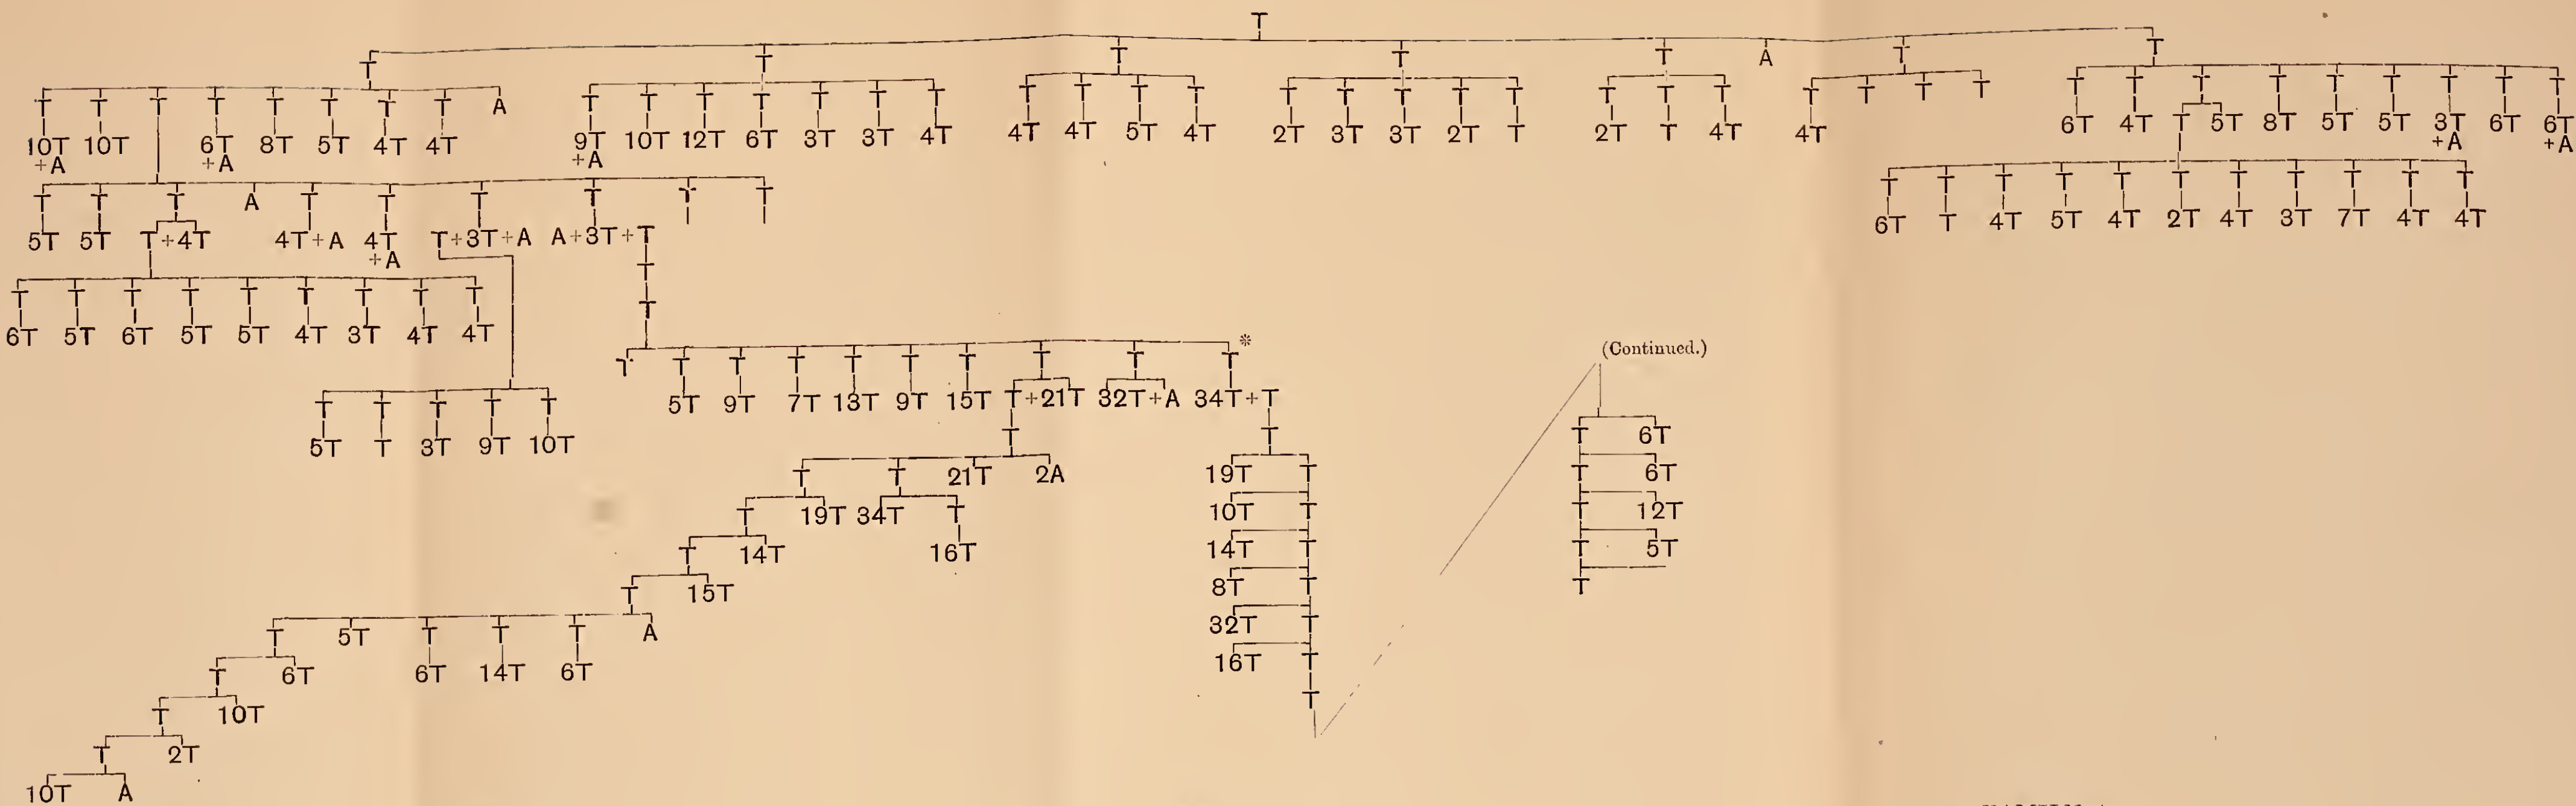 T
T T T T T A T T
T T T T T T T T A T T T T T T T T T T T T T T T T T T T T T T T T T T T T T T T T T
10T 10T 6T 8T 5T 4T 4T 9T 10T 12T 6T 3T 3T 4T 4T 4T 5T 4T 2T 3T 3T 2T T 2T T 4T 4T 6T 4T T 5T 8T 5T 5T 3T 6T 6T
+A +A +A +A +A
T T T A T T T T T T T T T T T T T T T T T
5T 5T T+4T 4T+A 4T T+3T+A A+3T+T 6T T 4T 5T 4T 2T 4T 3T 7T 4T 4T
+A
T
T T T T T T T T T T
6T 5T 6T 5T 5T 4T 3T 4T 4T
*
(Continued.)
T T T T T T T T T T
5T 9T 7T 13T 9T 15T T+21T 32T+A 34T+T
T T T T T
5T T 3T 9T 10T T T T 6T
T T 21T 2A 19T T T 6T
T 19T 34T T 10T T T 12T
T 14T 16T 14T T T 5T
T 15T 8T T T
T 5T T T T A 32T T
T 6T 6T 14T 6T 16T T
T 10T T
T 2T
10T A